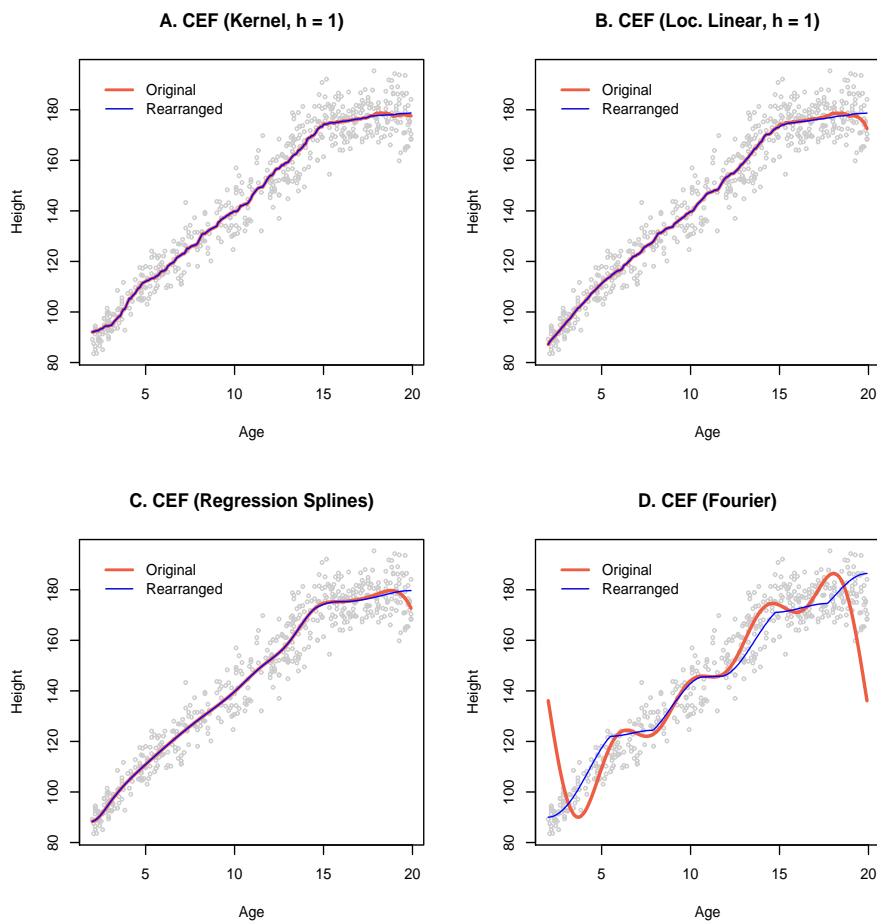 A. CEF (Kernel, h = 1)
Original
Rearranged
Height
80
100
120
140
160
180
5
10
15
20
Age
B. CEF (Loc. Linear, h = 1)
Original
Rearranged
Height
80
100
120
140
160
180
5
10
15
20
Age
C. CEF (Regression Splines)
Original
Rearranged
Height
80
100
120
140
160
180
5
10
15
20
Age
D. CEF (Fourier)
Original
Rearranged
Height
80
100
120
140
160
180
5
10
15
20
Age